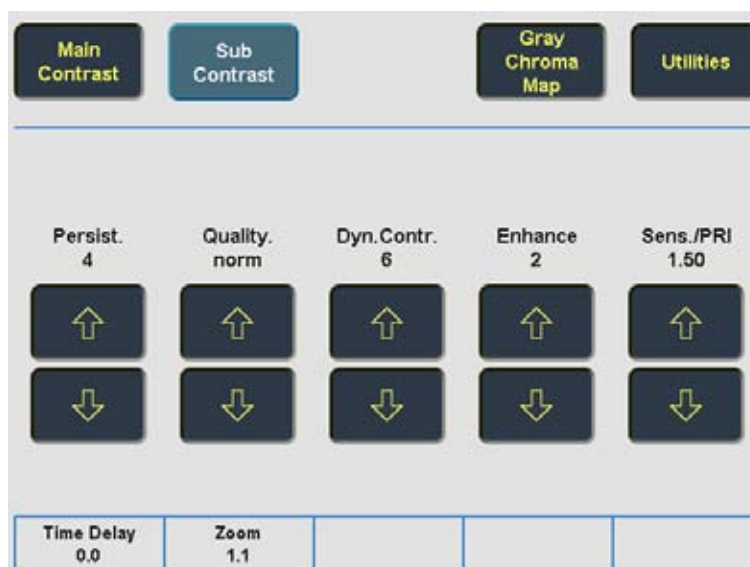 Main
Contrast
Sub
Contrast
Gray
Chroma
Map
Utilities
Persist.
4
Quality.
norm
Dyn.Contr.
6
Enhance
2
Sens./PRI
1.50
Time Delay
0.0
Zoom
1.1